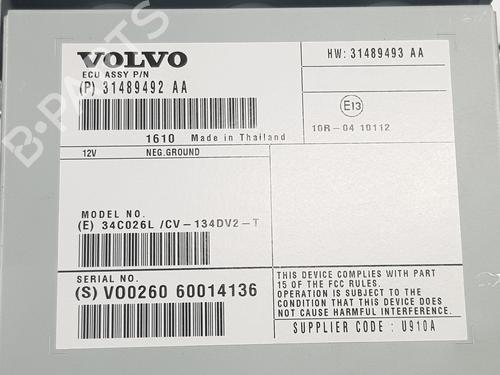 VOLVO
ECU ASSY P/N
(P) 31489492 AA
HW: 31489493 AA
E13
10R-04 10112
1610 Made in Thailand
12V NEG.GROUND
MODEL NO.
(E) 34C026L /CV-134DV2-T
SERIAL NO.
(S) VO0260 60014136
THIS DEVICE COMPLIES WITH PART
15 OF THE FCC RULES.
OPERATION IS SUBJECT TO THE
CONDITION THAT THIS DEVICE DOES
NOT CAUSE HARMFUL INTERFERENCE.
SUPPLIER CODE : U910A
B-PARTS